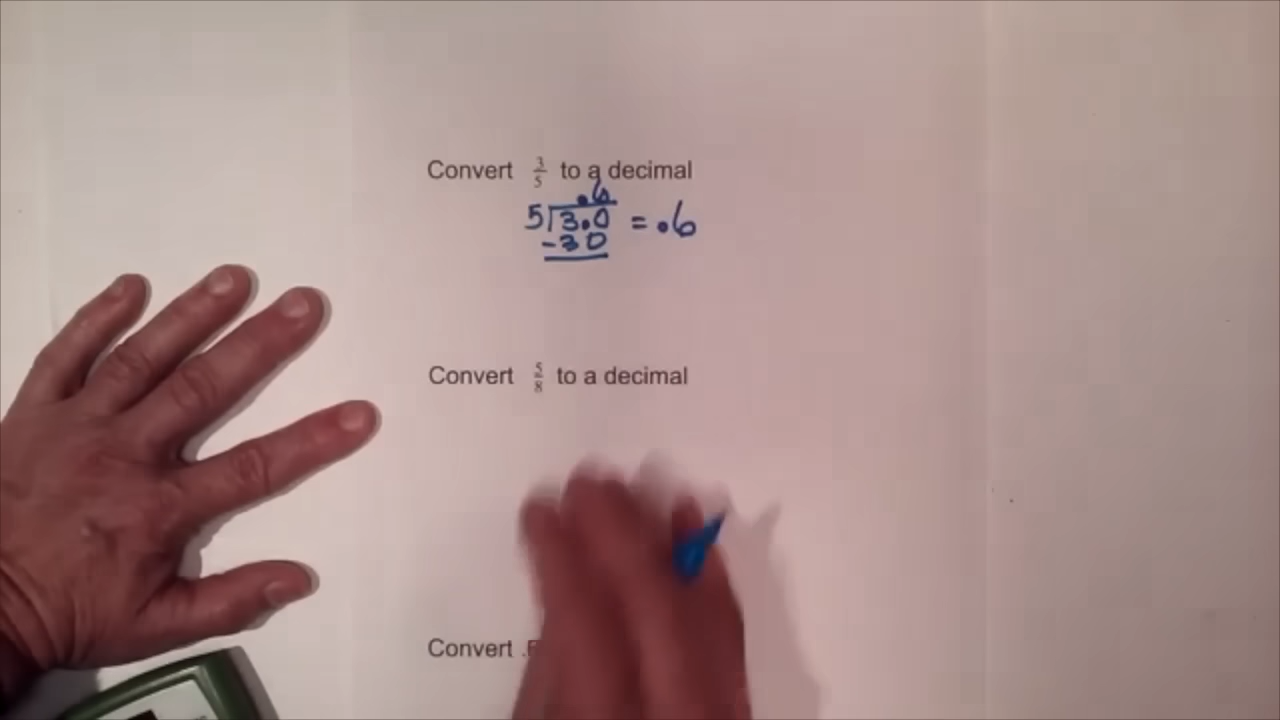 Convert 3/5 to a decimal
.6
5 3.0 = .6
-30
Convert 5/8 to a decimal
Convert